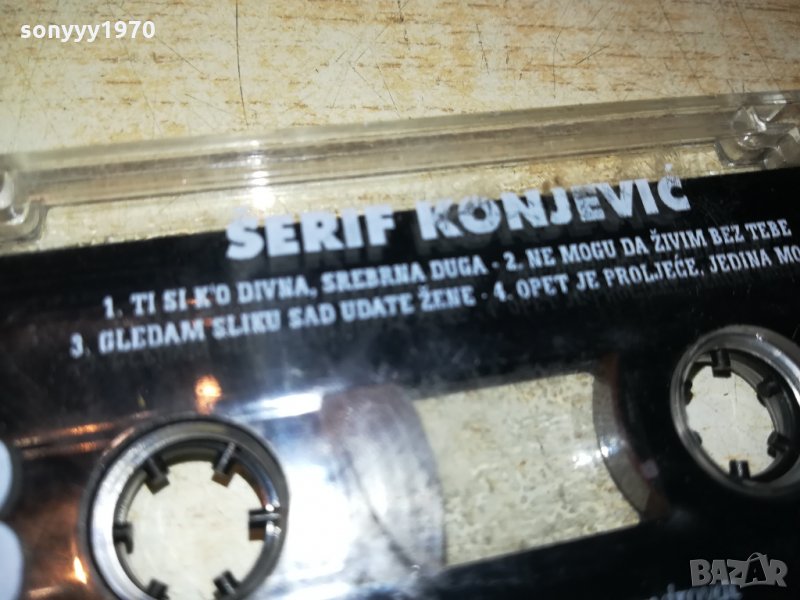 sonyyy1970
ŠERIF KONJEVIĆ
1. TI SI K'O DIVNA, SREBRNA DUGA · 2. NE MOGU DA ŽIVIM BEZ TEBE
3. GLEDAM SLIKU SAD UDATE ŽENE · 4. OPET JE PROLJEĆE, JEDINA MO
BAZAR